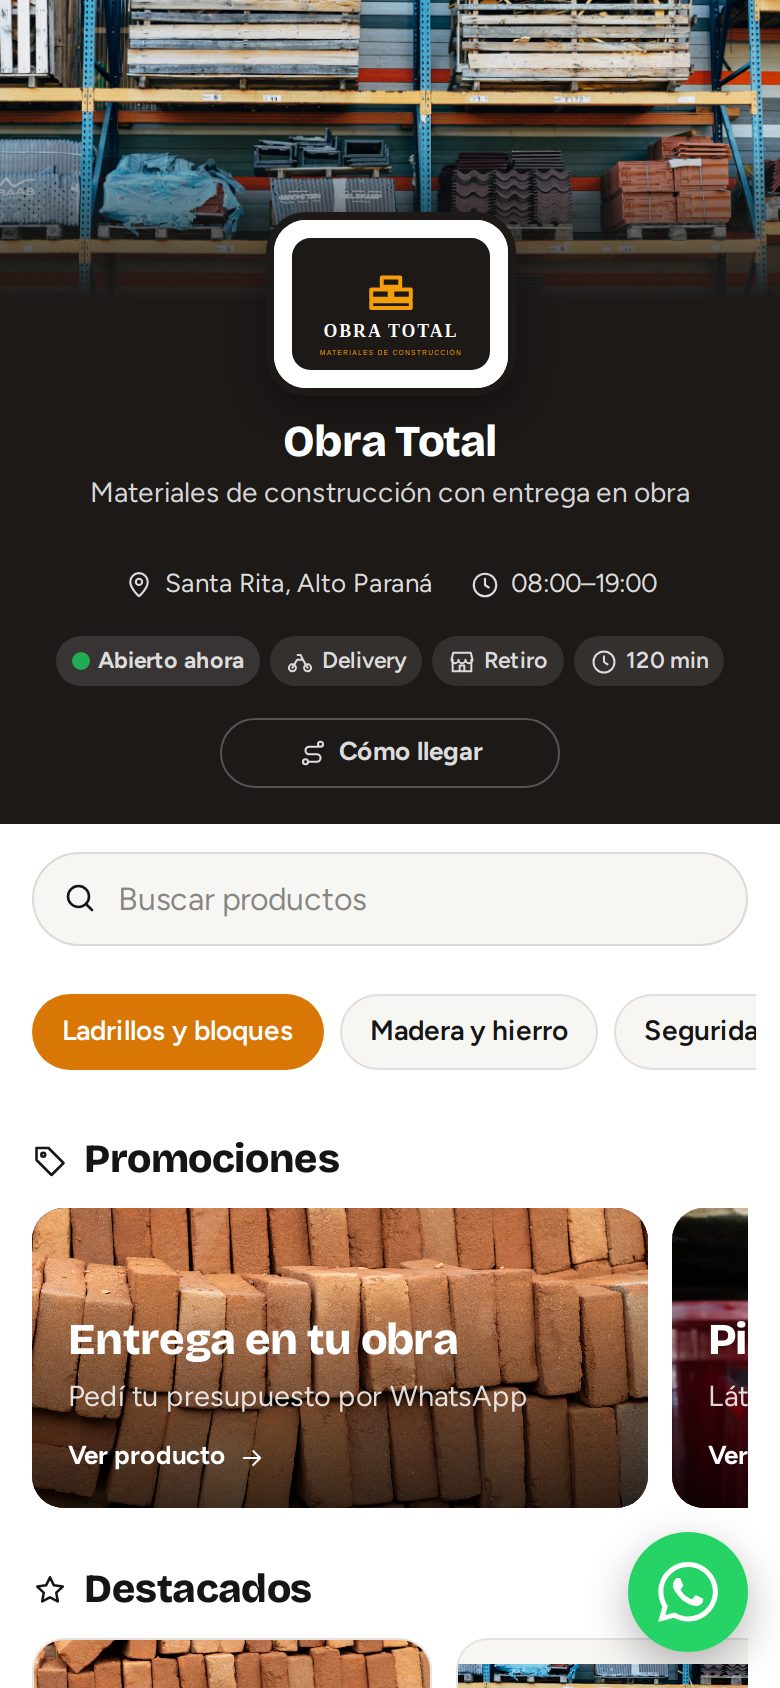 OBRA TOTAL
MATERIALES DE CONSTRUCCIÓN
Obra Total
Materiales de construcción con entrega en obra
Santa Rita, Alto Paraná 08:00–19:00
Abierto ahora Delivery Retiro 120 min
Cómo llegar
Buscar productos
Ladrillos y bloques Madera y hierro Segurida
Promociones
Entrega en tu obra
Pedí tu presupuesto por WhatsApp
Ver producto →
Pi
Lát
Ver
Destacados